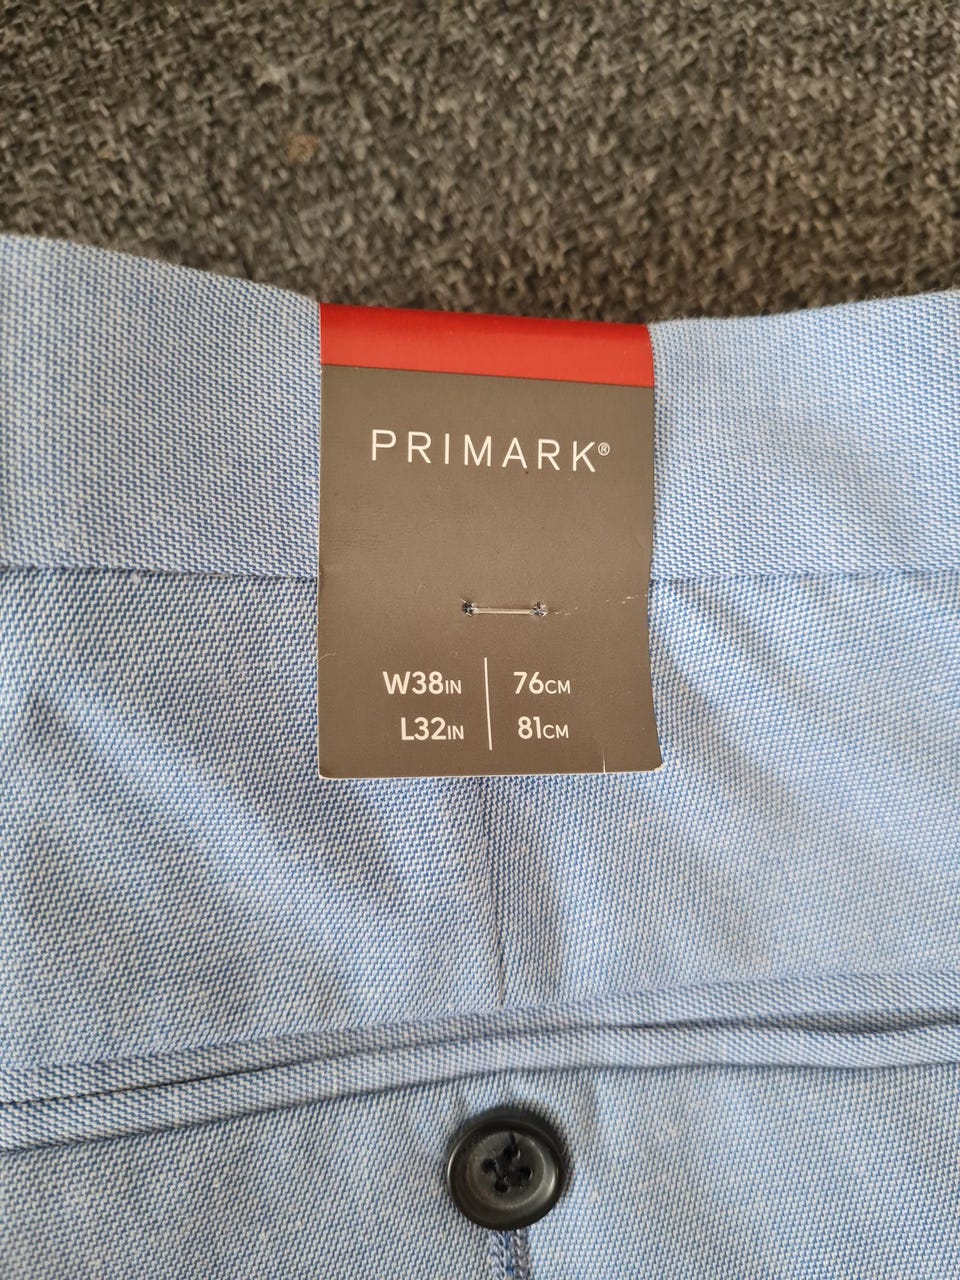 PRIMARK®
W38IN 76CM
L32IN 81CM